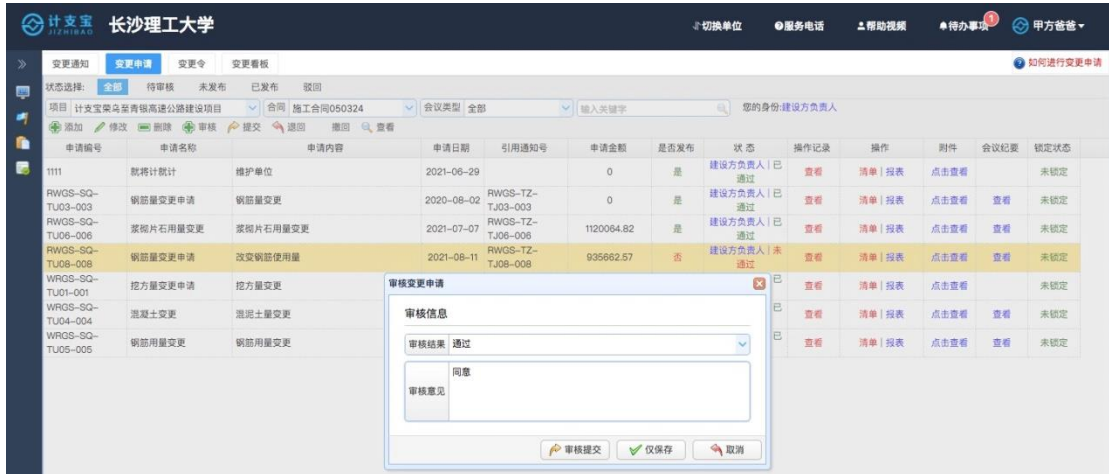 计支宝 长沙理工大学 切换单位 服务电话 帮助视频 待办事项 1 甲方爸爸
JIZHIBAO
变更通知 变更申请 变更令 变更看板 如何进行变更申请
状态选择: 全部 待审核 未发布 已发布 驳回
项目 计支宝荣乌至青银高速公路建设项目 合同 施工合同050324 会议类型 全部 输入关键字 您的身份:建设方负责人
添加 修改 删除 审核 提交 退回 撤回 查看
申请编号 申请名称 申请内容 申请日期 引用通知号 申请金额 是否发布 状态 操作记录 操作 附件 会议纪要 锁定状态
1111 就将计就计 维护单位 2021-06-29 0 是 建设方负责人|已通过 查看 清单|报表 点击查看 未锁定
RWGS-SQ-TU03-003 钢筋量变更申请 钢筋量变更 2020-08-02 RWGS-TZ-TJ03-003 0 是 建设方负责人|已通过 查看 清单|报表 点击查看 查看 未锁定
RWGS-SQ-TU06-006 浆砌片石用量变更 浆砌片石用量变更 2021-07-07 RWGS-TZ-TJ06-006 1120064.82 是 建设方负责人|已通过 查看 清单|报表 点击查看 查看 未锁定
RWGS-SQ-TU08-008 钢筋量变更申请 改变钢筋使用量 2021-08-11 RWGS-TZ-TJ08-008 935662.57 否 建设方负责人|未通过 查看 清单|报表 点击查看 查看 未锁定
WRGS-SQ-TU01-001 挖方量变更申请 挖方量变更 已 查看 清单|报表 点击查看 未锁定
WRGS-SQ-TU04-004 混凝土变更 混泥土量变更 已 查看 清单|报表 点击查看 查看 未锁定
WRGS-SQ-TU05-005 钢筋用量变更 钢筋用量变更 已 查看 清单|报表 点击查看 查看 未锁定
审核变更申请
审核信息
审核结果 通过
审核意见 同意
审核提交 仅保存 取消